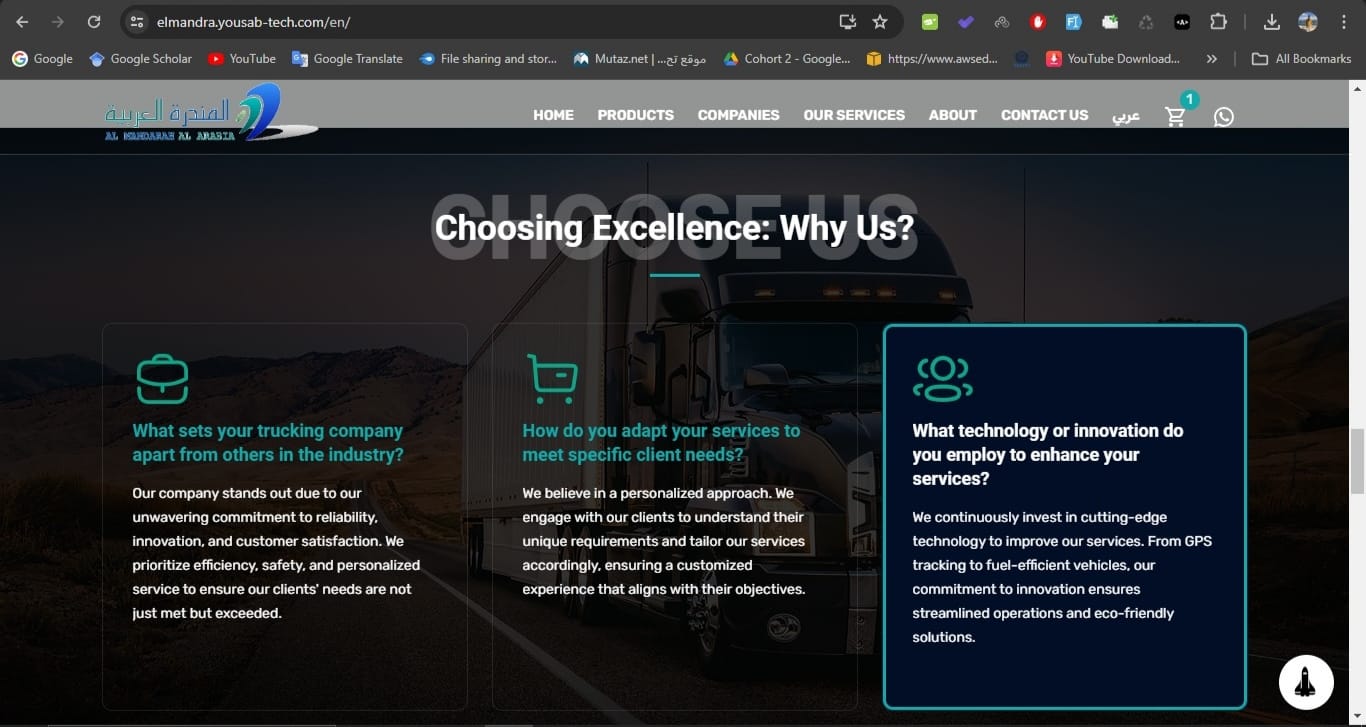 elmandra.yousab-tech.com/en/
Google
Google Scholar
YouTube
Google Translate
File sharing and stor...
Mutaz.net | موقع تح...
Cohort 2 - Google...
https://www.awsed...
YouTube Download...
All Bookmarks
المندرة العربية
AL MANDARAH AL ARABIA
HOME
PRODUCTS
COMPANIES
OUR SERVICES
ABOUT
CONTACT US
عربي
1
CHOOSE US
Choosing Excellence: Why Us?
What sets your trucking company
apart from others in the industry?
Our company stands out due to our
unwavering commitment to reliability,
innovation, and customer satisfaction. We
prioritize efficiency, safety, and personalized
service to ensure our clients' needs are not
just met but exceeded.
How do you adapt your services to
meet specific client needs?
We believe in a personalized approach. We
engage with our clients to understand their
unique requirements and tailor our services
accordingly, ensuring a customized
experience that aligns with their objectives.
What technology or innovation do
you employ to enhance your
services?
We continuously invest in cutting-edge
technology to improve our services. From GPS
tracking to fuel-efficient vehicles, our
commitment to innovation ensures
streamlined operations and eco-friendly
solutions.